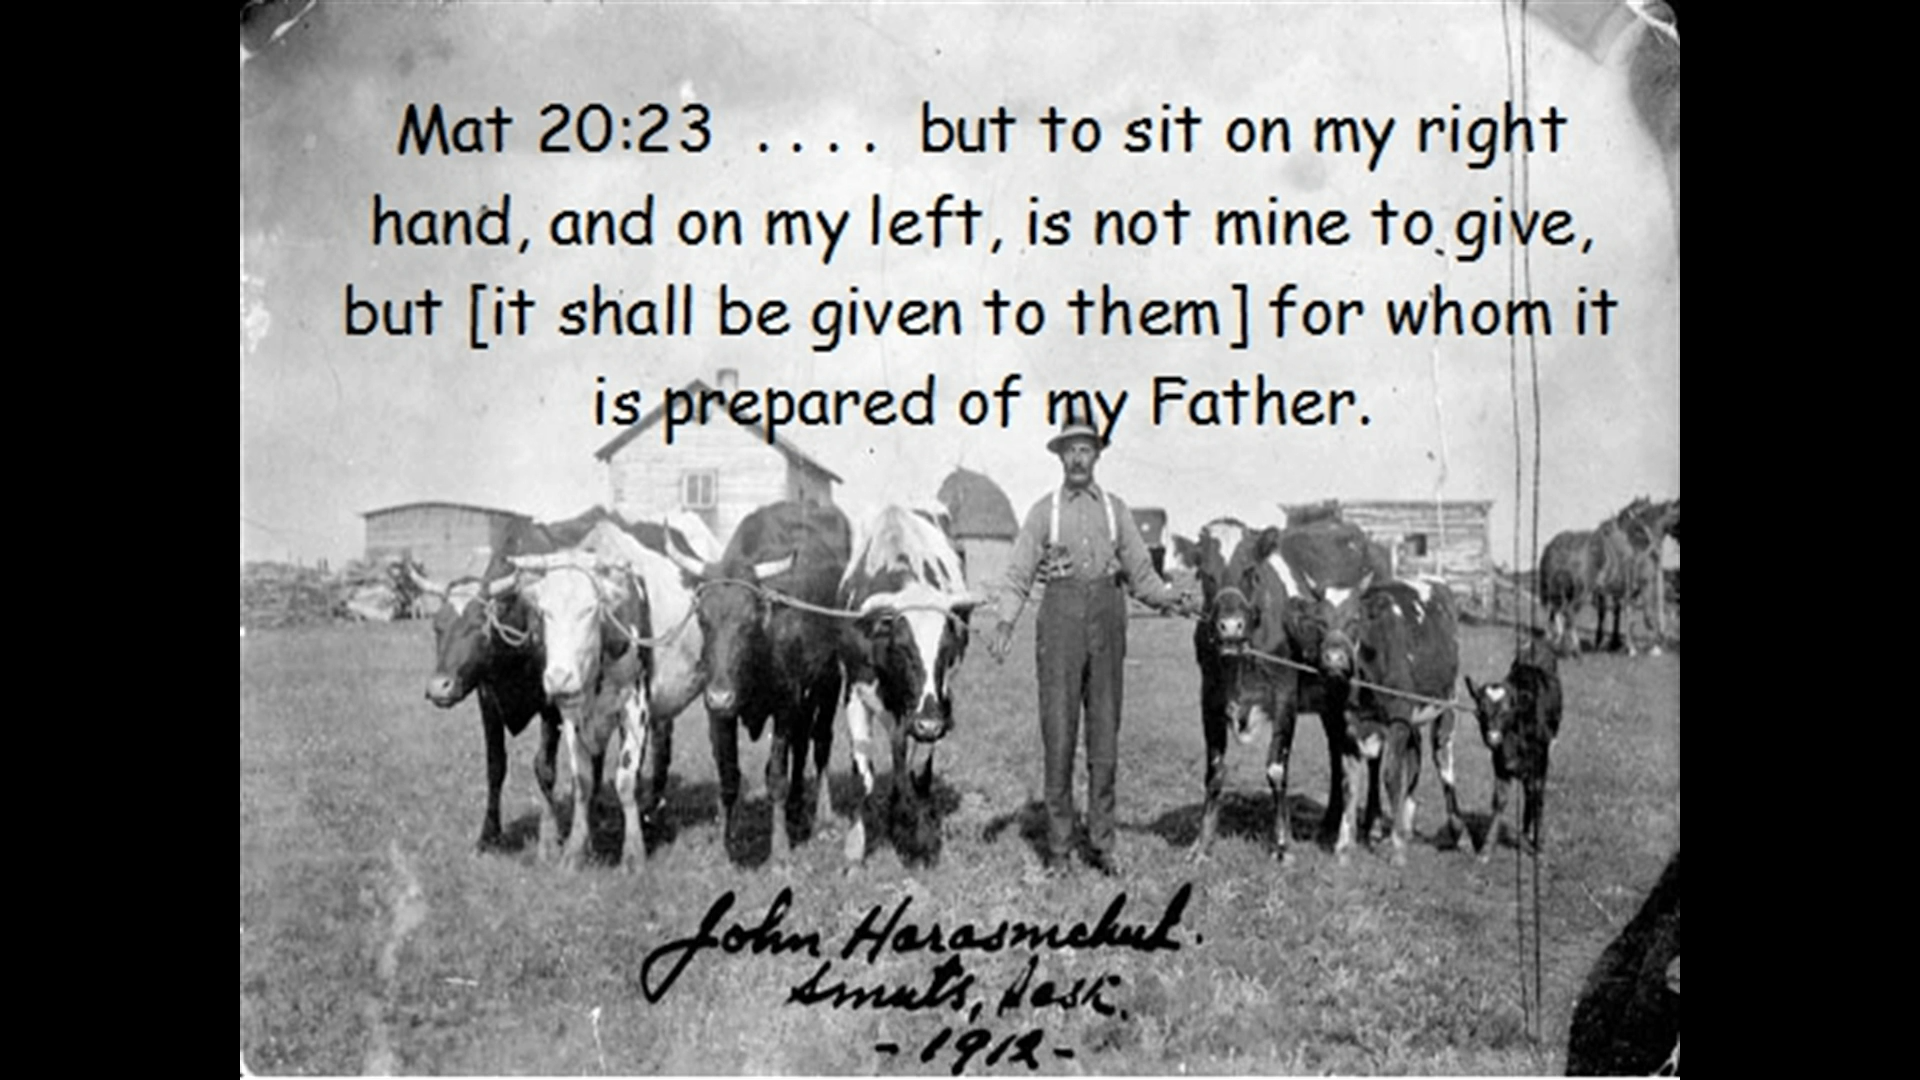 Mat 20:23 .... but to sit on my right
hand, and on my left, is not mine to give,
but [it shall be given to them] for whom it
is prepared of my Father.
John Harasmchuk.
Smuts, Sask.
- 1912 -